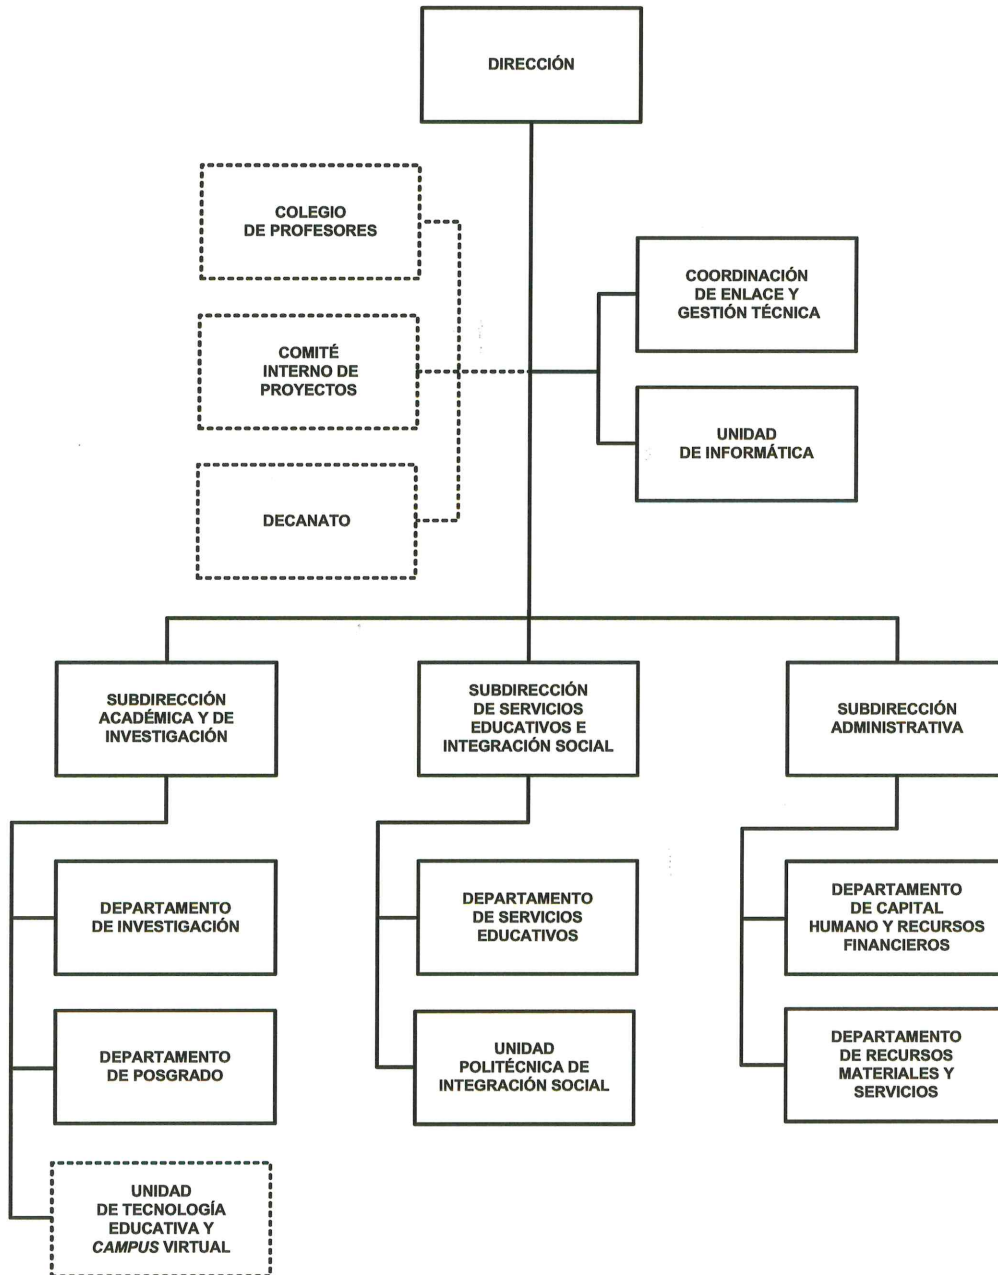 DIRECCIÓN
COLEGIO
DE PROFESORES
COMITÉ
INTERNO DE
PROYECTOS
DECANATO
COORDINACIÓN
DE ENLACE Y
GESTIÓN TÉCNICA
UNIDAD
DE INFORMÁTICA
SUBDIRECCIÓN
ACADÉMICA Y DE
INVESTIGACIÓN
SUBDIRECCIÓN
DE SERVICIOS
EDUCATIVOS E
INTEGRACIÓN SOCIAL
SUBDIRECCIÓN
ADMINISTRATIVA
DEPARTAMENTO
DE INVESTIGACIÓN
DEPARTAMENTO
DE POSGRADO
UNIDAD
DE TECNOLOGÍA
EDUCATIVA Y
CAMPUS VIRTUAL
DEPARTAMENTO
DE SERVICIOS
EDUCATIVOS
UNIDAD
POLITÉCNICA DE
INTEGRACIÓN SOCIAL
DEPARTAMENTO
DE CAPITAL
HUMANO Y RECURSOS
FINANCIEROS
DEPARTAMENTO
DE RECURSOS
MATERIALES Y
SERVICIOS